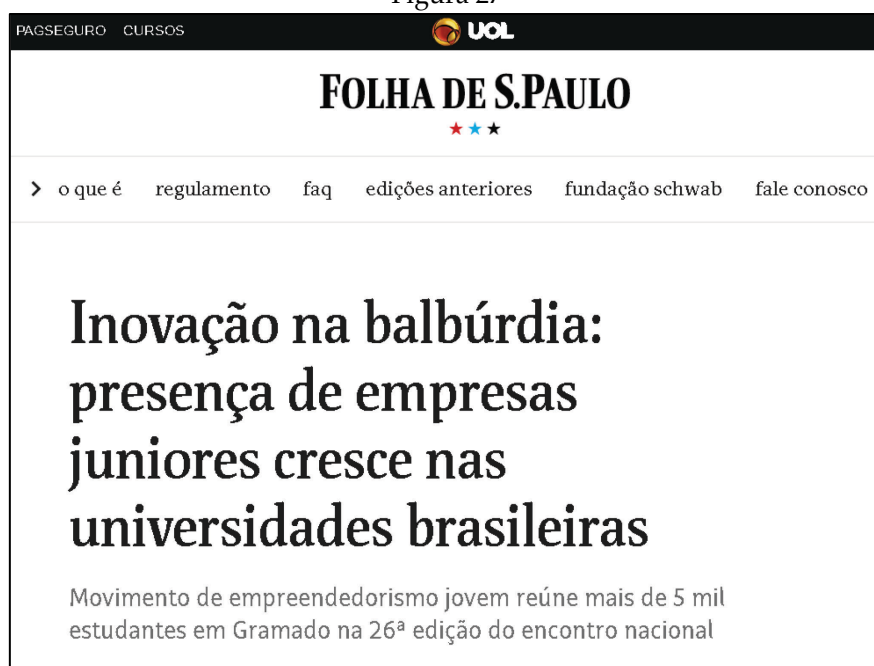 Figura 27
PAGSEGURO CURSOS UOL
FOLHA DE S.PAULO
o que é regulamento faq edições anteriores fundação schwab fale conosco
Inovação na balbúrdia:
presença de empresas
juniores cresce nas
universidades brasileiras
Movimento de empreendedorismo jovem reúne mais de 5 mil
estudantes em Gramado na 26ª edição do encontro nacional